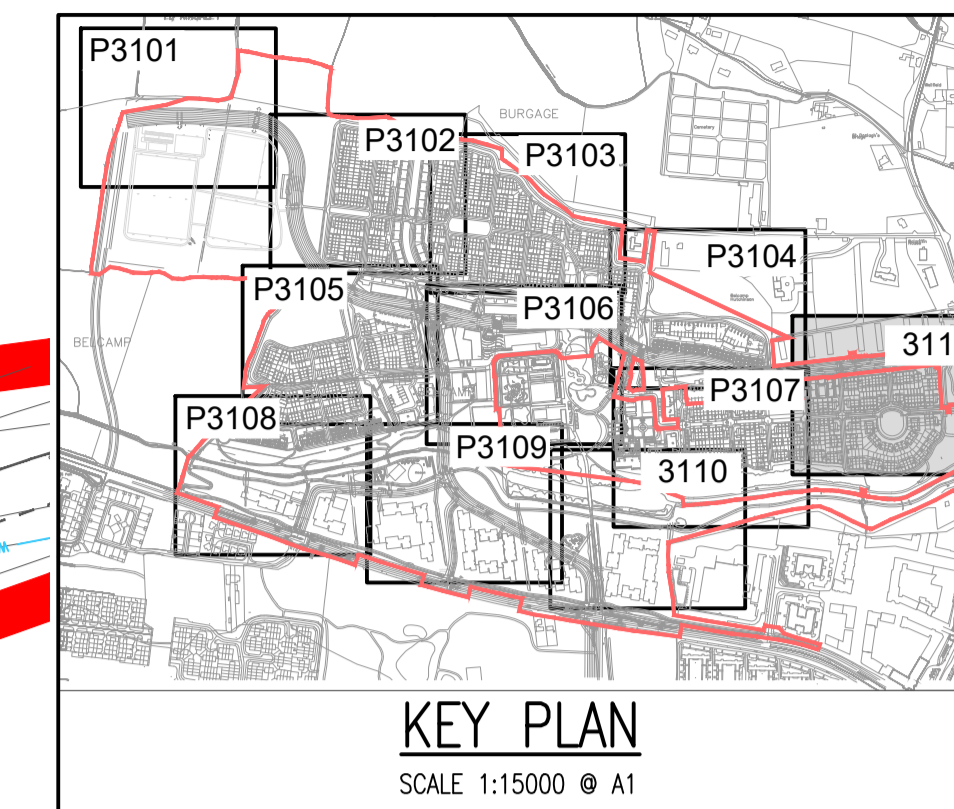 P3101
BURGAGE
P3102
P3103
Cemetery
P3104
P3105
P3106
BELCAMP
311
P3107
P3108
P3109
3110
KEY PLAN
SCALE 1:15000 @ A1